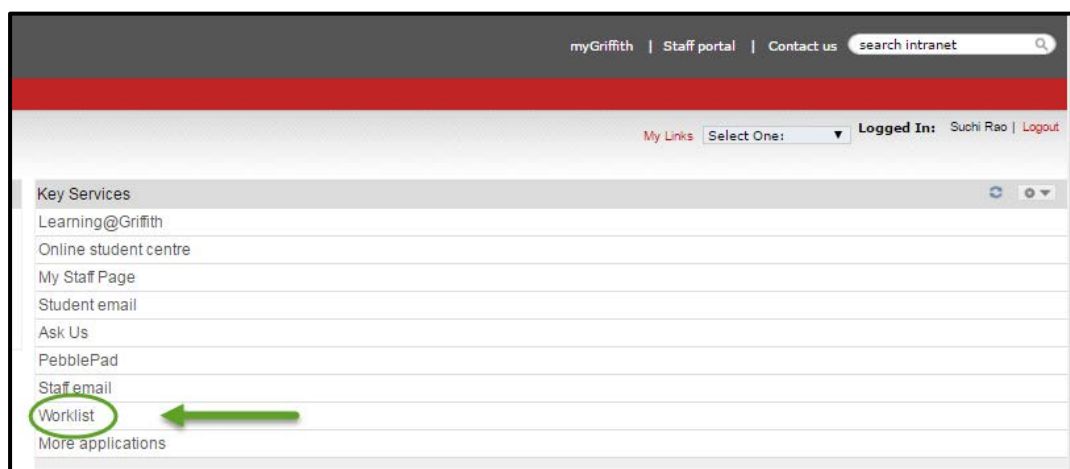 myGriffith | Staff portal | Contact us search intranet
My Links Select One: Logged In: Suchi Rao | Logout
Key Services
Learning@Griffith
Online student centre
My Staff Page
Student email
Ask Us
PebblePad
Staff email
Worklist
More applications